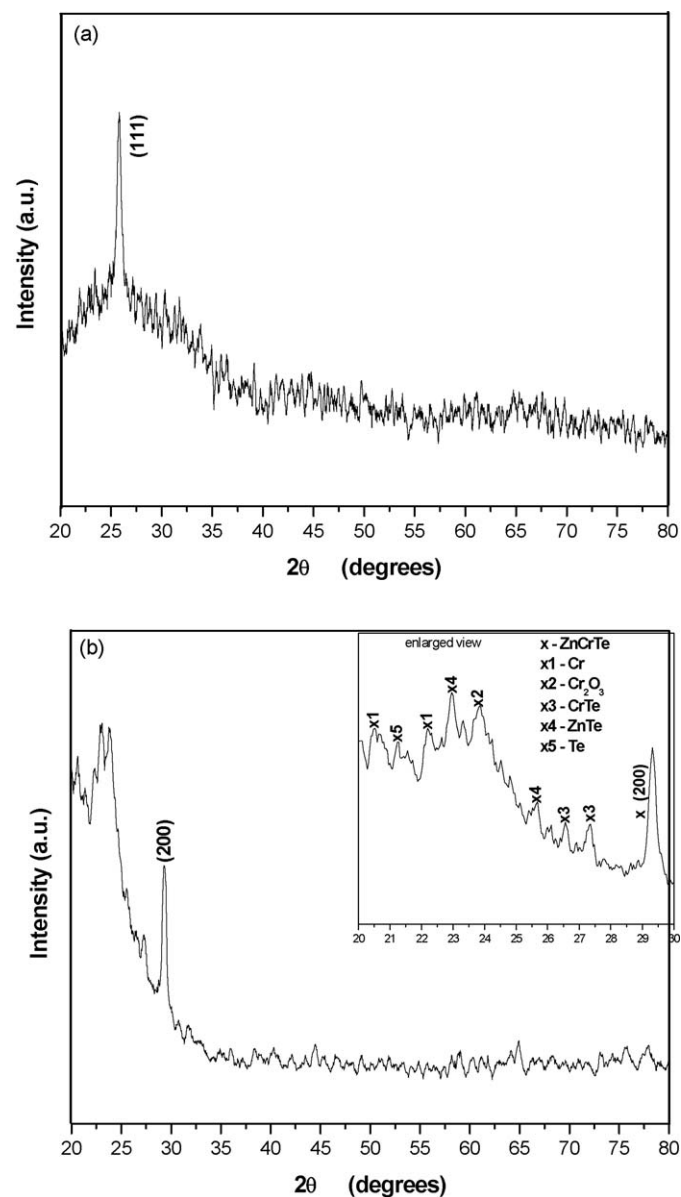 (a)
(111)
Intensity (a.u.)
20 25 30 35 40 45 50 55 60 65 70 75 80
2θ (degrees)
(b)
enlarged view
x - ZnCrTe
x1 - Cr
x2 - Cr₂O₃
x3 - CrTe
x4 - ZnTe
x5 - Te
x1
x5
x1
x4
x2
x4
x3
x3
x (200)
20 21 22 23 24 25 26 27 28 29 30
(200)
Intensity (a.u.)
20 25 30 35 40 45 50 55 60 65 70 75 80
2θ (degrees)